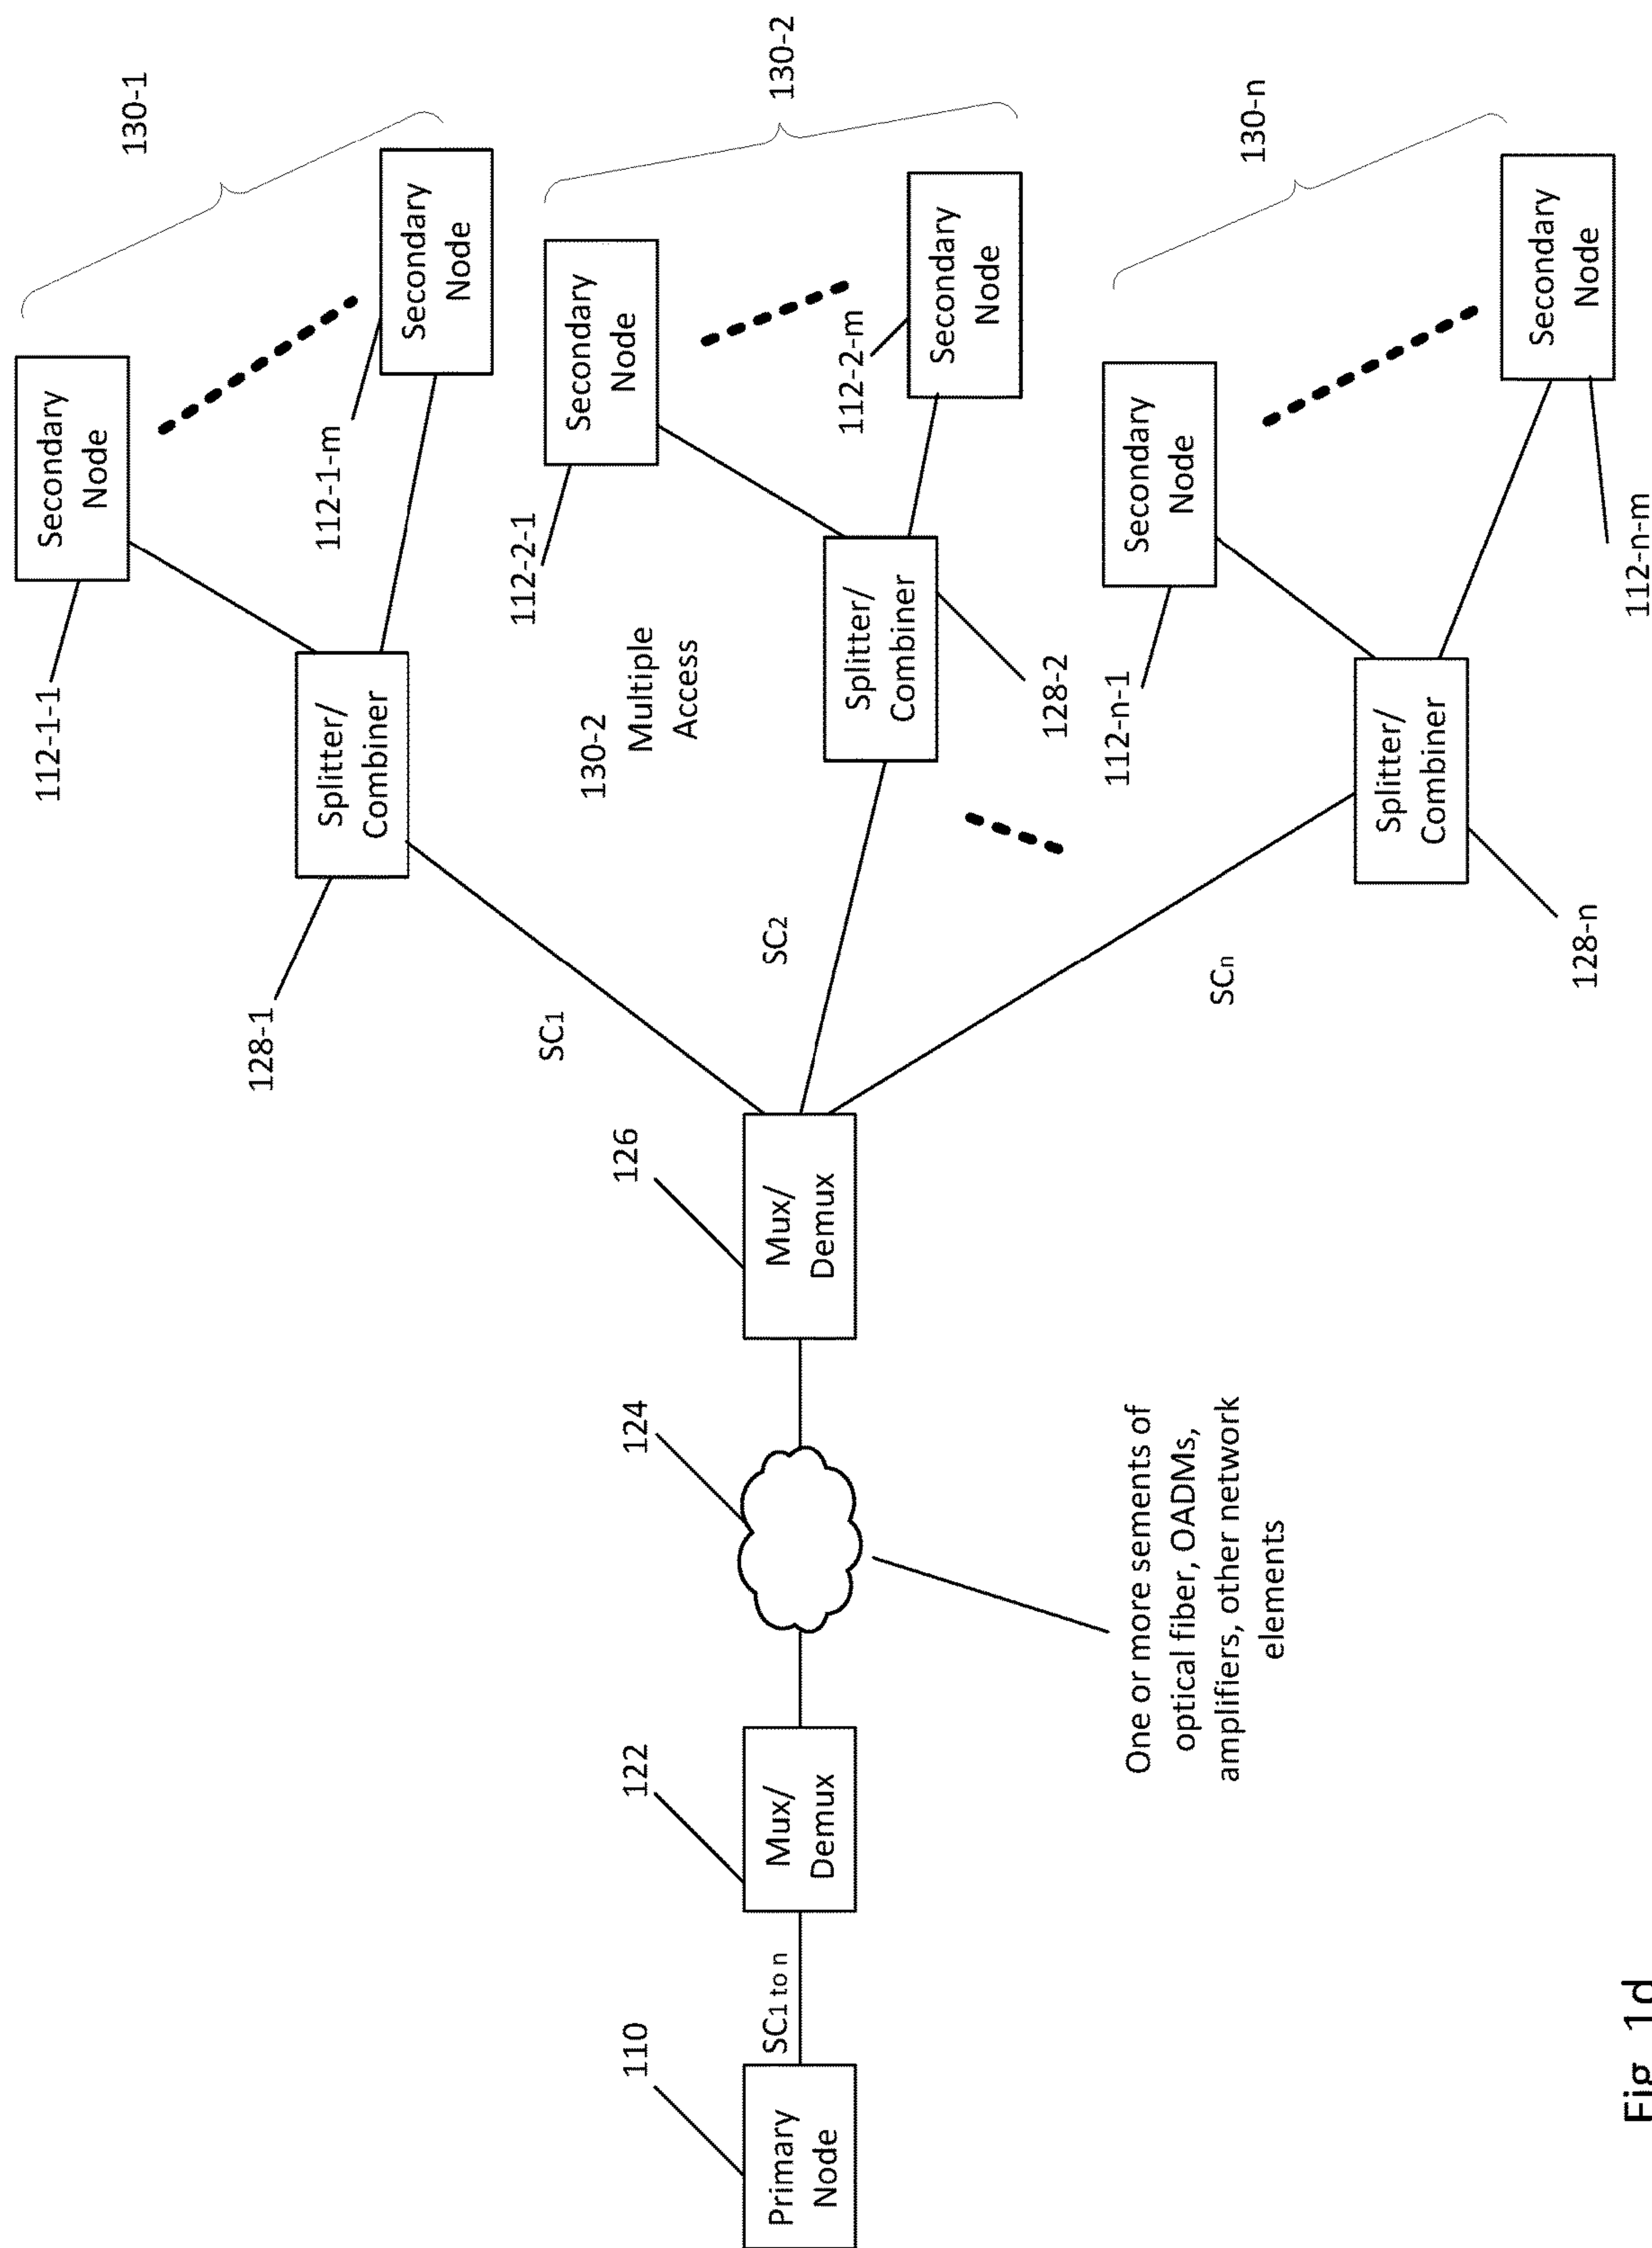 130-1
112-1-1
Secondary
Node
112-1-m
Secondary
Node
128-1
Splitter/
Combiner
SC1
130-2
112-2-1
Secondary
Node
130-2
Multiple
Access
112-2-m
Secondary
Node
Splitter/
Combiner
128-2
SC2
110
Primary
Node
SC1 to n
122
Mux/
Demux
124
126
Mux/
Demux
One or more sements of
optical fiber, OADMs,
amplifiers, other network
elements
130-n
112-n-1
Secondary
Node
SCn
Splitter/
Combiner
128-n
Secondary
Node
112-n-m
Fig. 1d